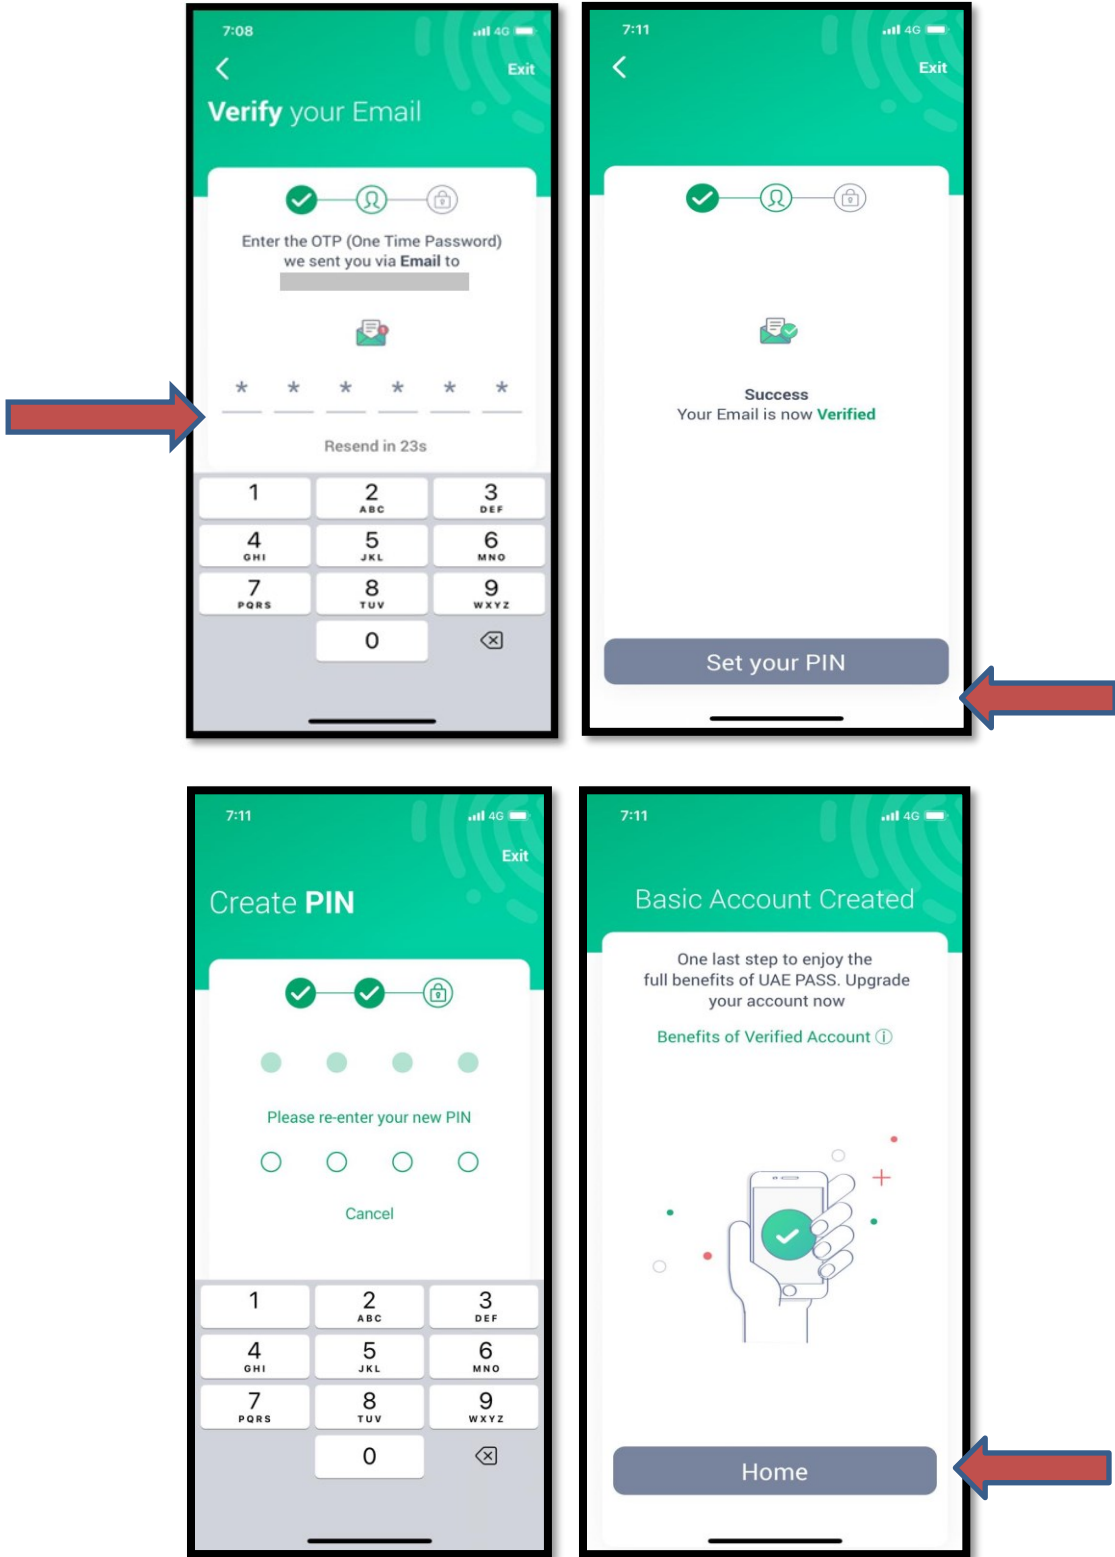 7:08
4G
Exit
Verify your Email
Enter the OTP (One Time Password)
we sent you via Email to
* * * * * *
Resend in 23s
1 2 3
ABC DEF
4 5 6
GHI JKL MNO
7 8 9
PQRS TUV WXYZ
0
7:11
4G
Exit
Success
Your Email is now Verified
Set your PIN
7:11
4G
Exit
Create PIN
Please re-enter your new PIN
Cancel
1 2 3
ABC DEF
4 5 6
GHI JKL MNO
7 8 9
PQRS TUV WXYZ
0
7:11
4G
Basic Account Created
One last step to enjoy the
full benefits of UAE PASS. Upgrade
your account now
Benefits of Verified Account
Home